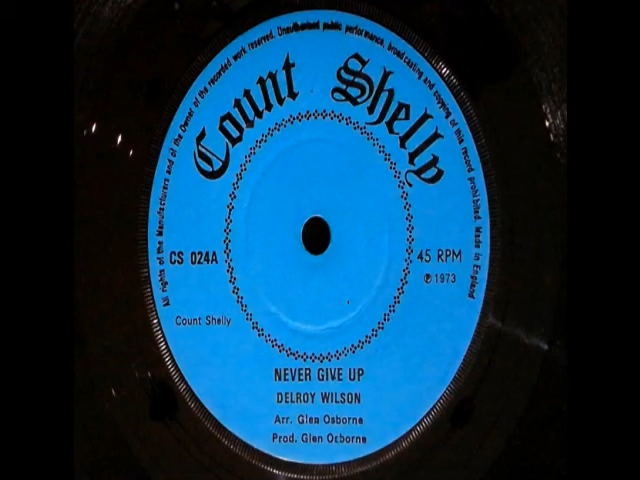 All rights of the Manufacturers and of the Owner of the recorded work reserved. Unauthorised public performance, broadcasting and copying of this record prohibited. Made in England
Count Shelly
CS 024A
45 RPM
℗ 1973
Count Shelly
NEVER GIVE UP
DELROY WILSON
Arr. Glen Osborne
Prod. Glen Osborne